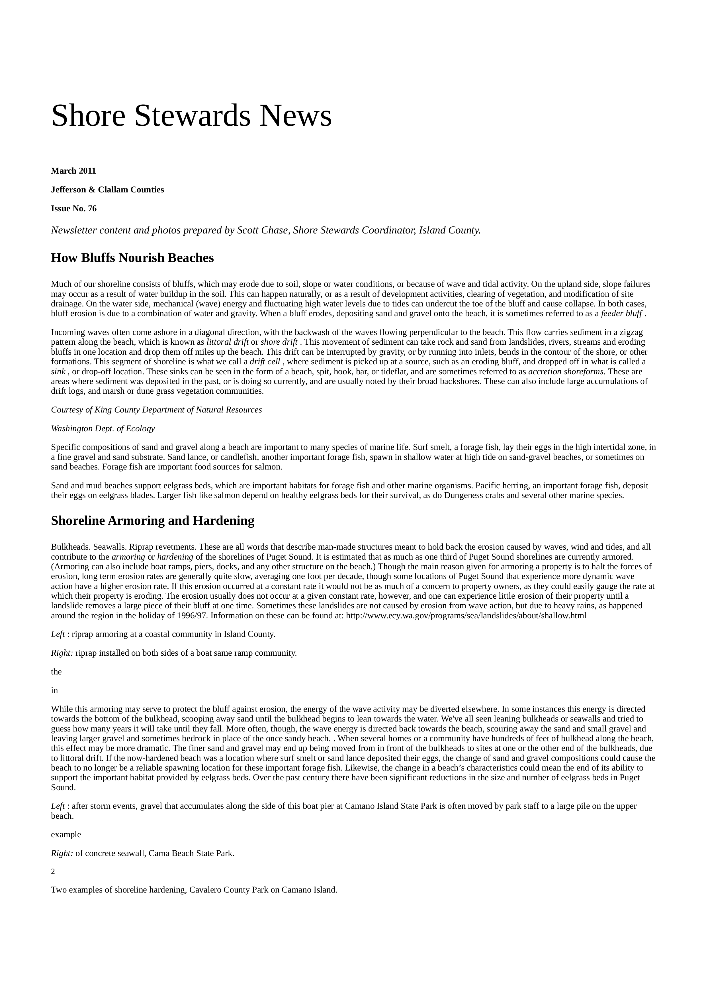 Shore Stewards News
March 2011
Jefferson & Clallam Counties
Issue No. 76
Newsletter content and photos prepared by Scott Chase, Shore Stewards Coordinator, Island County.
How Bluffs Nourish Beaches
Much of our shoreline consists of bluffs, which may erode due to soil, slope or water conditions, or because of wave and tidal activity. On the upland side, slope failures
may occur as a result of water buildup in the soil. This can happen naturally, or as a result of development activities, clearing of vegetation, and modification of site
drainage. On the water side, mechanical (wave) energy and fluctuating high water levels due to tides can undercut the toe of the bluff and cause collapse. In both cases,
bluff erosion is due to a combination of water and gravity. When a bluff erodes, depositing sand and gravel onto the beach, it is sometimes referred to as a feeder bluff .
Incoming waves often come ashore in a diagonal direction, with the backwash of the waves flowing perpendicular to the beach. This flow carries sediment in a zigzag
pattern along the beach, which is known as littoral drift or shore drift . This movement of sediment can take rock and sand from landslides, rivers, streams and eroding
bluffs in one location and drop them off miles up the beach. This drift can be interrupted by gravity, or by running into inlets, bends in the contour of the shore, or other
formations. This segment of shoreline is what we call a drift cell , where sediment is picked up at a source, such as an eroding bluff, and dropped off in what is called a
sink , or drop-off location. These sinks can be seen in the form of a beach, spit, hook, bar, or tideflat, and are sometimes referred to as accretion shoreforms. These are
areas where sediment was deposited in the past, or is doing so currently, and are usually noted by their broad backshores. These can also include large accumulations of
drift logs, and marsh or dune grass vegetation communities.
Courtesy of King County Department of Natural Resources
Washington Dept. of Ecology
Specific compositions of sand and gravel along a beach are important to many species of marine life. Surf smelt, a forage fish, lay their eggs in the high intertidal zone, in
a fine gravel and sand substrate. Sand lance, or candlefish, another important forage fish, spawn in shallow water at high tide on sand-gravel beaches, or sometimes on
sand beaches. Forage fish are important food sources for salmon.
Sand and mud beaches support eelgrass beds, which are important habitats for forage fish and other marine organisms. Pacific herring, an important forage fish, deposit
their eggs on eelgrass blades. Larger fish like salmon depend on healthy eelgrass beds for their survival, as do Dungeness crabs and several other marine species.
Shoreline Armoring and Hardening
Bulkheads. Seawalls. Riprap revetments. These are all words that describe man-made structures meant to hold back the erosion caused by waves, wind and tides, and all
contribute to the armoring or hardening of the shorelines of Puget Sound. It is estimated that as much as one third of Puget Sound shorelines are currently armored.
(Armoring can also include boat ramps, piers, docks, and any other structure on the beach.) Though the main reason given for armoring a property is to halt the forces of
erosion, long term erosion rates are generally quite slow, averaging one foot per decade, though some locations of Puget Sound that experience more dynamic wave
action have a higher erosion rate. If this erosion occurred at a constant rate it would not be as much of a concern to property owners, as they could easily gauge the rate at
which their property is eroding. The erosion usually does not occur at a given constant rate, however, and one can experience little erosion of their property until a
landslide removes a large piece of their bluff at one time. Sometimes these landslides are not caused by erosion from wave action, but due to heavy rains, as happened
around the region in the holiday of 1996/97. Information on these can be found at: http://www.ecy.wa.gov/programs/sea/landslides/about/shallow.html
Left : riprap armoring at a coastal community in Island County.
Right: riprap installed on both sides of a boat same ramp community.
the
in
While this armoring may serve to protect the bluff against erosion, the energy of the wave activity may be diverted elsewhere. In some instances this energy is directed
towards the bottom of the bulkhead, scooping away sand until the bulkhead begins to lean towards the water. We've all seen leaning bulkheads or seawalls and tried to
guess how many years it will take until they fall. More often, though, the wave energy is directed back towards the beach, scouring away the sand and small gravel and
leaving larger gravel and sometimes bedrock in place of the once sandy beach. . When several homes or a community have hundreds of feet of bulkhead along the beach,
this effect may be more dramatic. The finer sand and gravel may end up being moved from in front of the bulkheads to sites at one or the other end of the bulkheads, due
to littoral drift. If the now-hardened beach was a location where surf smelt or sand lance deposited their eggs, the change of sand and gravel compositions could cause the
beach to no longer be a reliable spawning location for these important forage fish. Likewise, the change in a beach’s characteristics could mean the end of its ability to
support the important habitat provided by eelgrass beds. Over the past century there have been significant reductions in the size and number of eelgrass beds in Puget
Sound.
Left : after storm events, gravel that accumulates along the side of this boat pier at Camano Island State Park is often moved by park staff to a large pile on the upper
beach.
example
Right: of concrete seawall, Cama Beach State Park.
2
Two examples of shoreline hardening, Cavalero County Park on Camano Island.